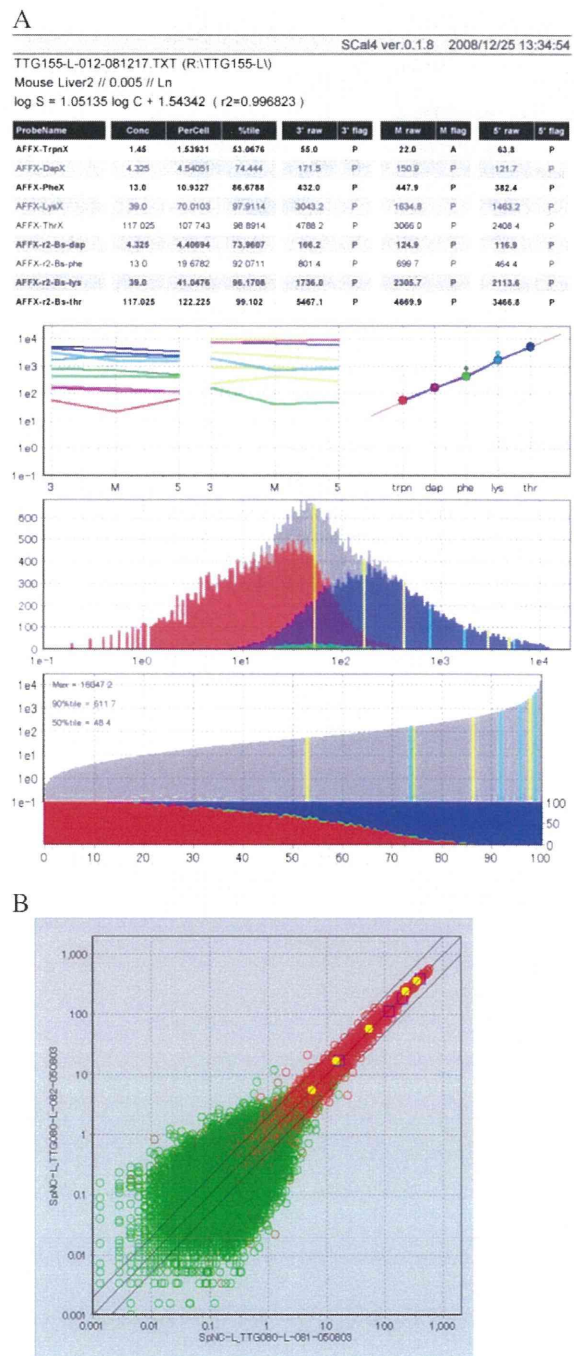 A
SCal4 ver.0.1.8 2008/12/25 13:34:54
TTG155-L-012-081217.TXT (R:\TTG155-L\)
Mouse Liver2 // 0.005 // Ln
log S = 1.05135 log C + 1.54342 ( r2=0.996823 )
ProbeName Conc PerCell %tile 3' raw 3' flag M raw M flag 5' raw 5' flag
AFFX-TrpnX 1.45 1.53931 53.0676 55.0 P 22.0 A 63.8 P
AFFX-DapX 4.325 4.54051 74.444 171.5 P 150.9 P 121.7 P
AFFX-PheX 13.0 10.9327 86.6788 432.0 P 447.9 P 382.4 P
AFFX-LysX 39.0 70.0103 97.9114 3043.2 P 1634.8 P 1463.2 P
AFFX-ThrX 117.025 107.743 98.8914 4788.2 P 3066.0 P 2408.4 P
AFFX-r2-Bs-dap 4.325 4.40694 73.9607 166.2 P 124.9 P 116.9 P
AFFX-r2-Bs-phe 13.0 19.6782 92.0711 801.4 P 699.7 P 464.4 P
AFFX-r2-Bs-lys 39.0 41.0476 96.1706 1736.0 P 2305.7 P 2113.6 P
AFFX-r2-Bs-thr 117.025 122.225 99.102 5467.1 P 4669.9 P 3466.8 P
1e4
1e3
1e2
1e1
1e0
1e-1
3 M 5 3 M 5 trpn dap phe lys thr
600
500
400
300
200
100
0
1e-1 1e0 1e1 1e2 1e3 1e4
1e4
1e3
1e2
1e1
1e0
1e-1
90%tile = 611.7
50%tile = 48.4
100
50
0
0 10 20 30 40 50 60 70 80 90 100
B
SpNC-L_TTG080-L-082-050803
1,000
100
10
1
0.1
0.01
0.001
0.001 0.01 0.1 1 10 100 1,000
SpNC-L_TTG080-L-081-050803